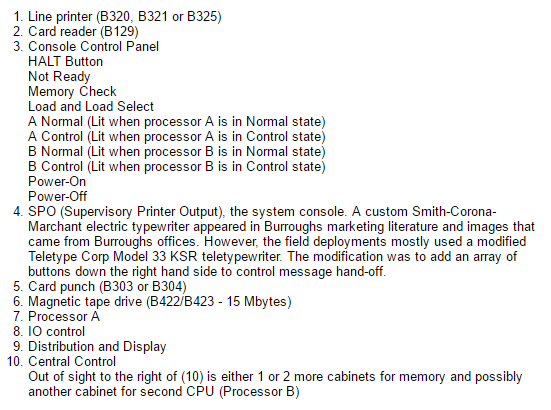 1. Line printer (B320, B321 or B325)
2. Card reader (B129)
3. Console Control Panel
HALT Button
Not Ready
Memory Check
Load and Load Select
A Normal (Lit when processor A is in Normal state)
A Control (Lit when processor A is in Control state)
B Normal (Lit when processor B is in Normal state)
B Control (Lit when processor B is in Control state)
Power-On
Power-Off
4. SPO (Supervisory Printer Output), the system console. A custom Smith-Corona-
Marchant electric typewriter appeared in Burroughs marketing literature and images that
came from Burroughs offices. However, the field deployments mostly used a modified
Teletype Corp Model 33 KSR teletypewriter. The modification was to add an array of
buttons down the right hand side to control message hand-off.
5. Card punch (B303 or B304)
6. Magnetic tape drive (B422/B423 - 15 Mbytes)
7. Processor A
8. IO control
9. Distribution and Display
10. Central Control
Out of sight to the right of (10) is either 1 or 2 more cabinets for memory and possibly
another cabinet for second CPU (Processor B)